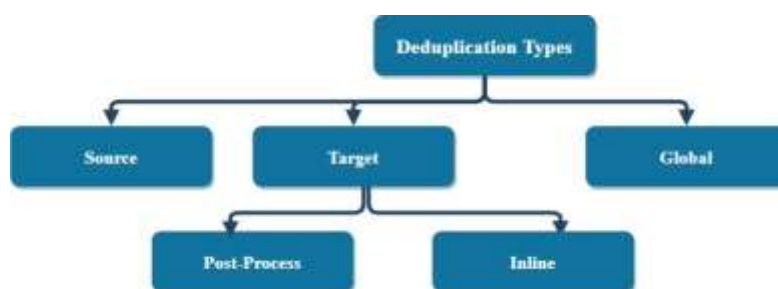 Deduplication Types
Source
Target
Global
Post-Process
Inline